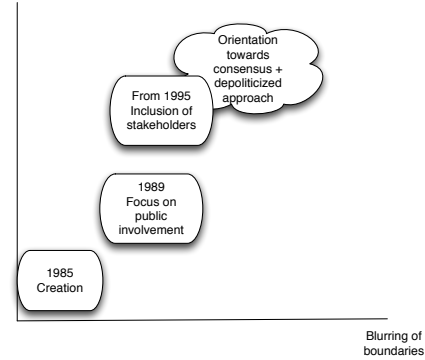 Orientation
towards
consensus +
depoliticized
approach
From 1995
Inclusion of
stakeholders
1989
Focus on
public
involvement
1985
Creation
Blurring of
boundaries